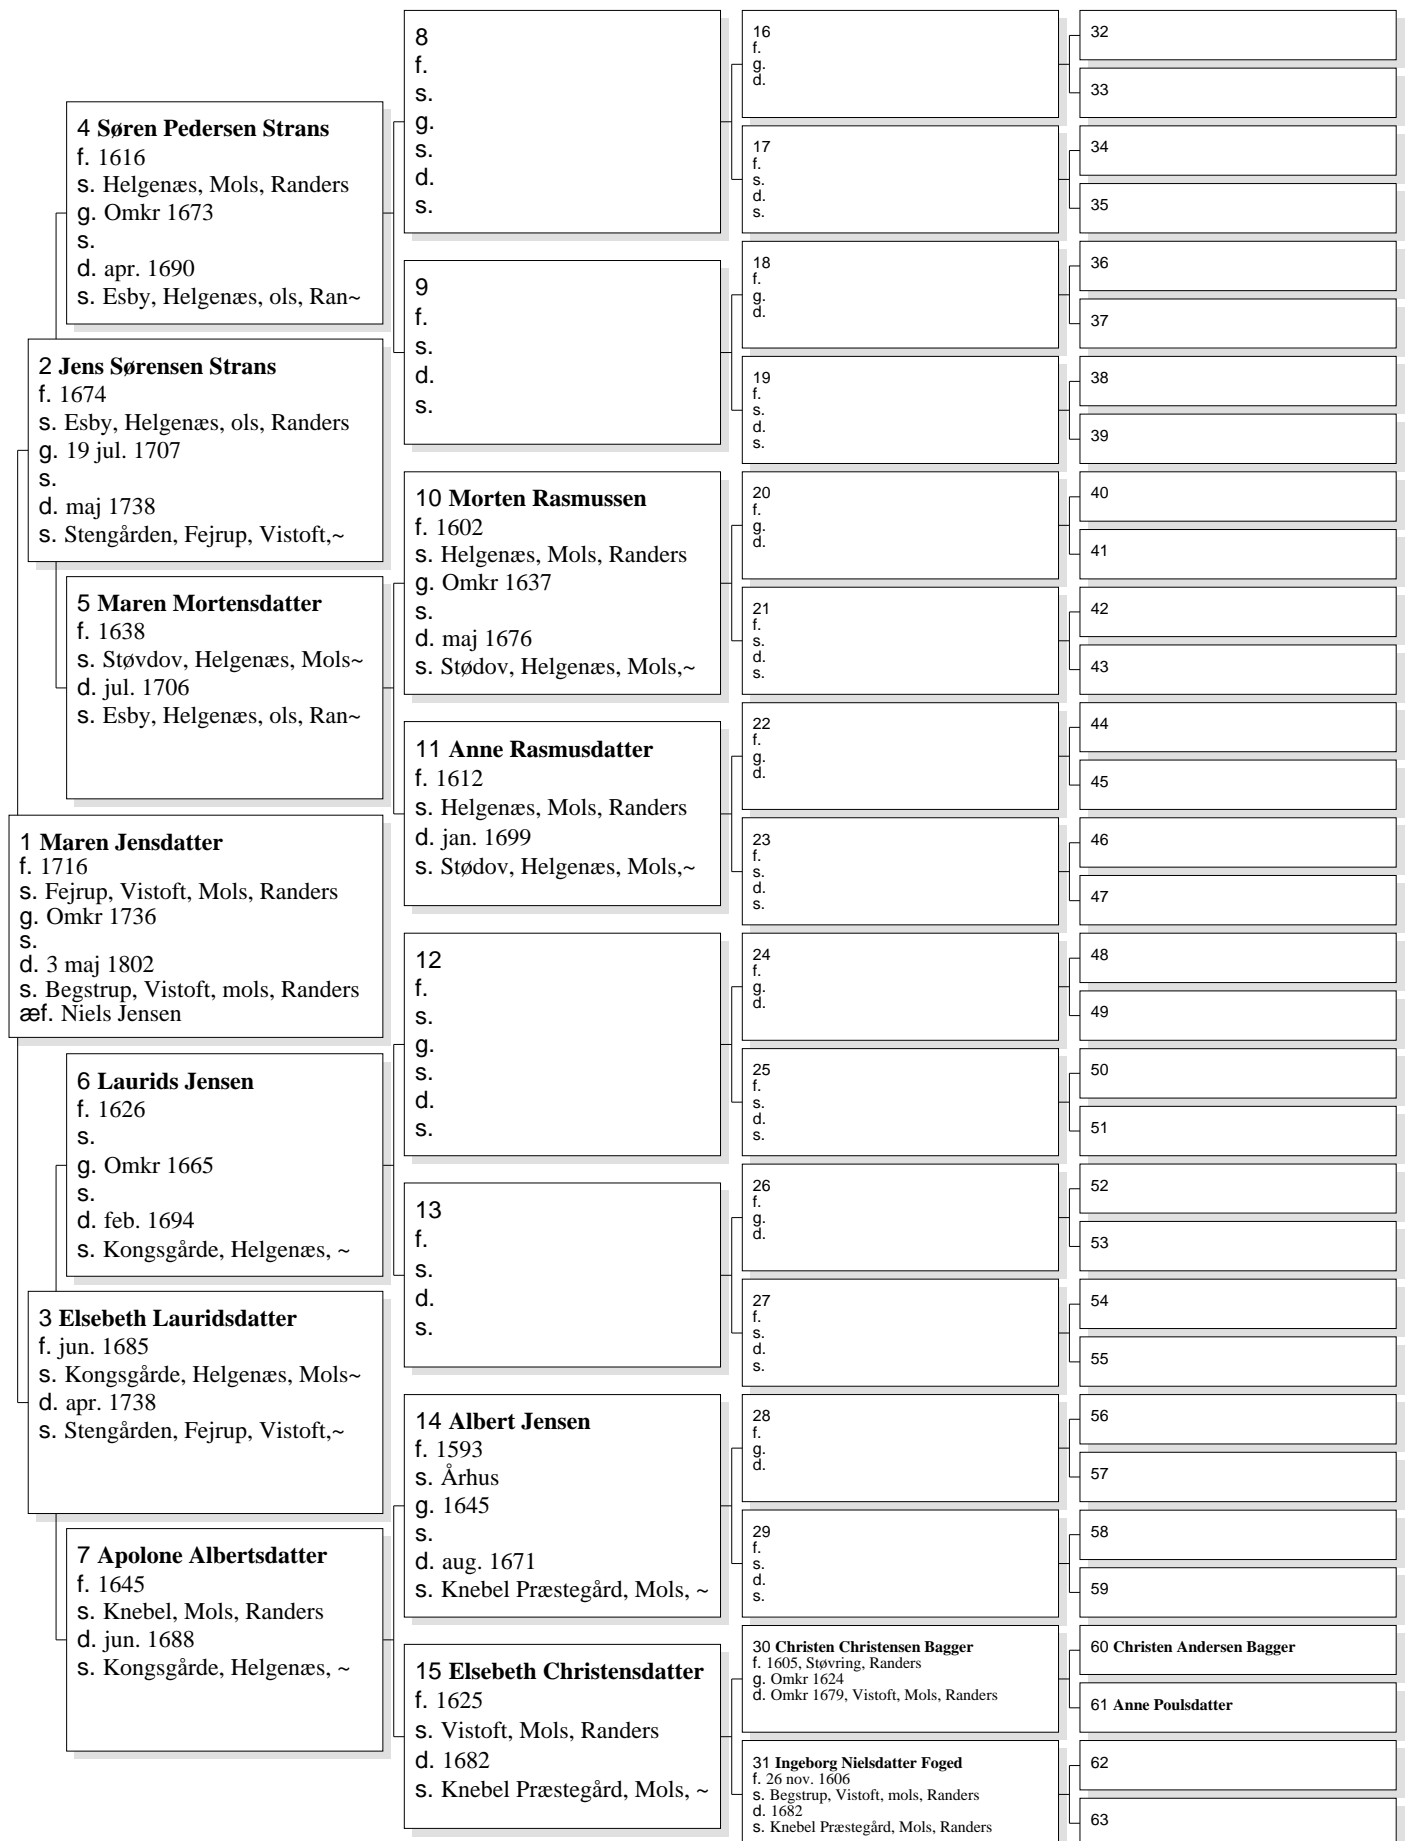 1 Maren Jensdatter
f. 1716
s. Fejrup, Vistoft, Mols, Randers
g. Omkr 1736
s.
d. 3 maj 1802
s. Begstrup, Vistoft, mols, Randers
æf. Niels Jensen
2 Jens Sørensen Strans
f. 1674
s. Esby, Helgenæs, ols, Randers
g. 19 jul. 1707
s.
d. maj 1738
s. Stengården, Fejrup, Vistoft,~
3 Elsebeth Lauridsdatter
f. jun. 1685
s. Kongsgårde, Helgenæs, Mols~
d. apr. 1738
s. Stengården, Fejrup, Vistoft,~
4 Søren Pedersen Strans
f. 1616
s. Helgenæs, Mols, Randers
g. Omkr 1673
s.
d. apr. 1690
s. Esby, Helgenæs, ols, Ran~
5 Maren Mortensdatter
f. 1638
s. Støvdov, Helgenæs, Mols~
d. jul. 1706
s. Esby, Helgenæs, ols, Ran~
6 Laurids Jensen
f. 1626
s.
g. Omkr 1665
s.
d. feb. 1694
s. Kongsgårde, Helgenæs, ~
7 Apolone Albertsdatter
f. 1645
s. Knebel, Mols, Randers
d. jun. 1688
s. Kongsgårde, Helgenæs, ~
8
f.
s.
g.
s.
d.
s.
9
f.
s.
d.
s.
10 Morten Rasmussen
f. 1602
s. Helgenæs, Mols, Randers
g. Omkr 1637
s.
d. maj 1676
s. Stødov, Helgenæs, Mols,~
11 Anne Rasmusdatter
f. 1612
s. Helgenæs, Mols, Randers
d. jan. 1699
s. Stødov, Helgenæs, Mols,~
12
f.
s.
g.
s.
d.
s.
13
f.
s.
d.
s.
14 Albert Jensen
f. 1593
s. Århus
g. 1645
s.
d. aug. 1671
s. Knebel Præstegård, Mols, ~
15 Elsebeth Christensdatter
f. 1625
s. Vistoft, Mols, Randers
d. 1682
s. Knebel Præstegård, Mols, ~
16
f.
g.
d.
17
f.
s.
d.
s.
18
f.
g.
d.
19
f.
s.
d.
s.
20
f.
g.
d.
21
f.
s.
d.
s.
22
f.
g.
d.
23
f.
s.
d.
s.
24
f.
g.
d.
25
f.
s.
d.
s.
26
f.
g.
d.
27
f.
s.
d.
s.
28
f.
g.
d.
29
f.
s.
d.
s.
30 Christen Christensen Bagger
f. 1605, Støvring, Randers
g. Omkr 1624
d. Omkr 1679, Vistoft, Mols, Randers
31 Ingeborg Nielsdatter Foged
f. 26 nov. 1606
s. Begstrup, Vistoft, mols, Randers
d. 1682
s. Knebel Præstegård, Mols, Randers
32
33
34
35
36
37
38
39
40
41
42
43
44
45
46
47
48
49
50
51
52
53
54
55
56
57
58
59
60 Christen Andersen Bagger
61 Anne Poulsdatter
62
63